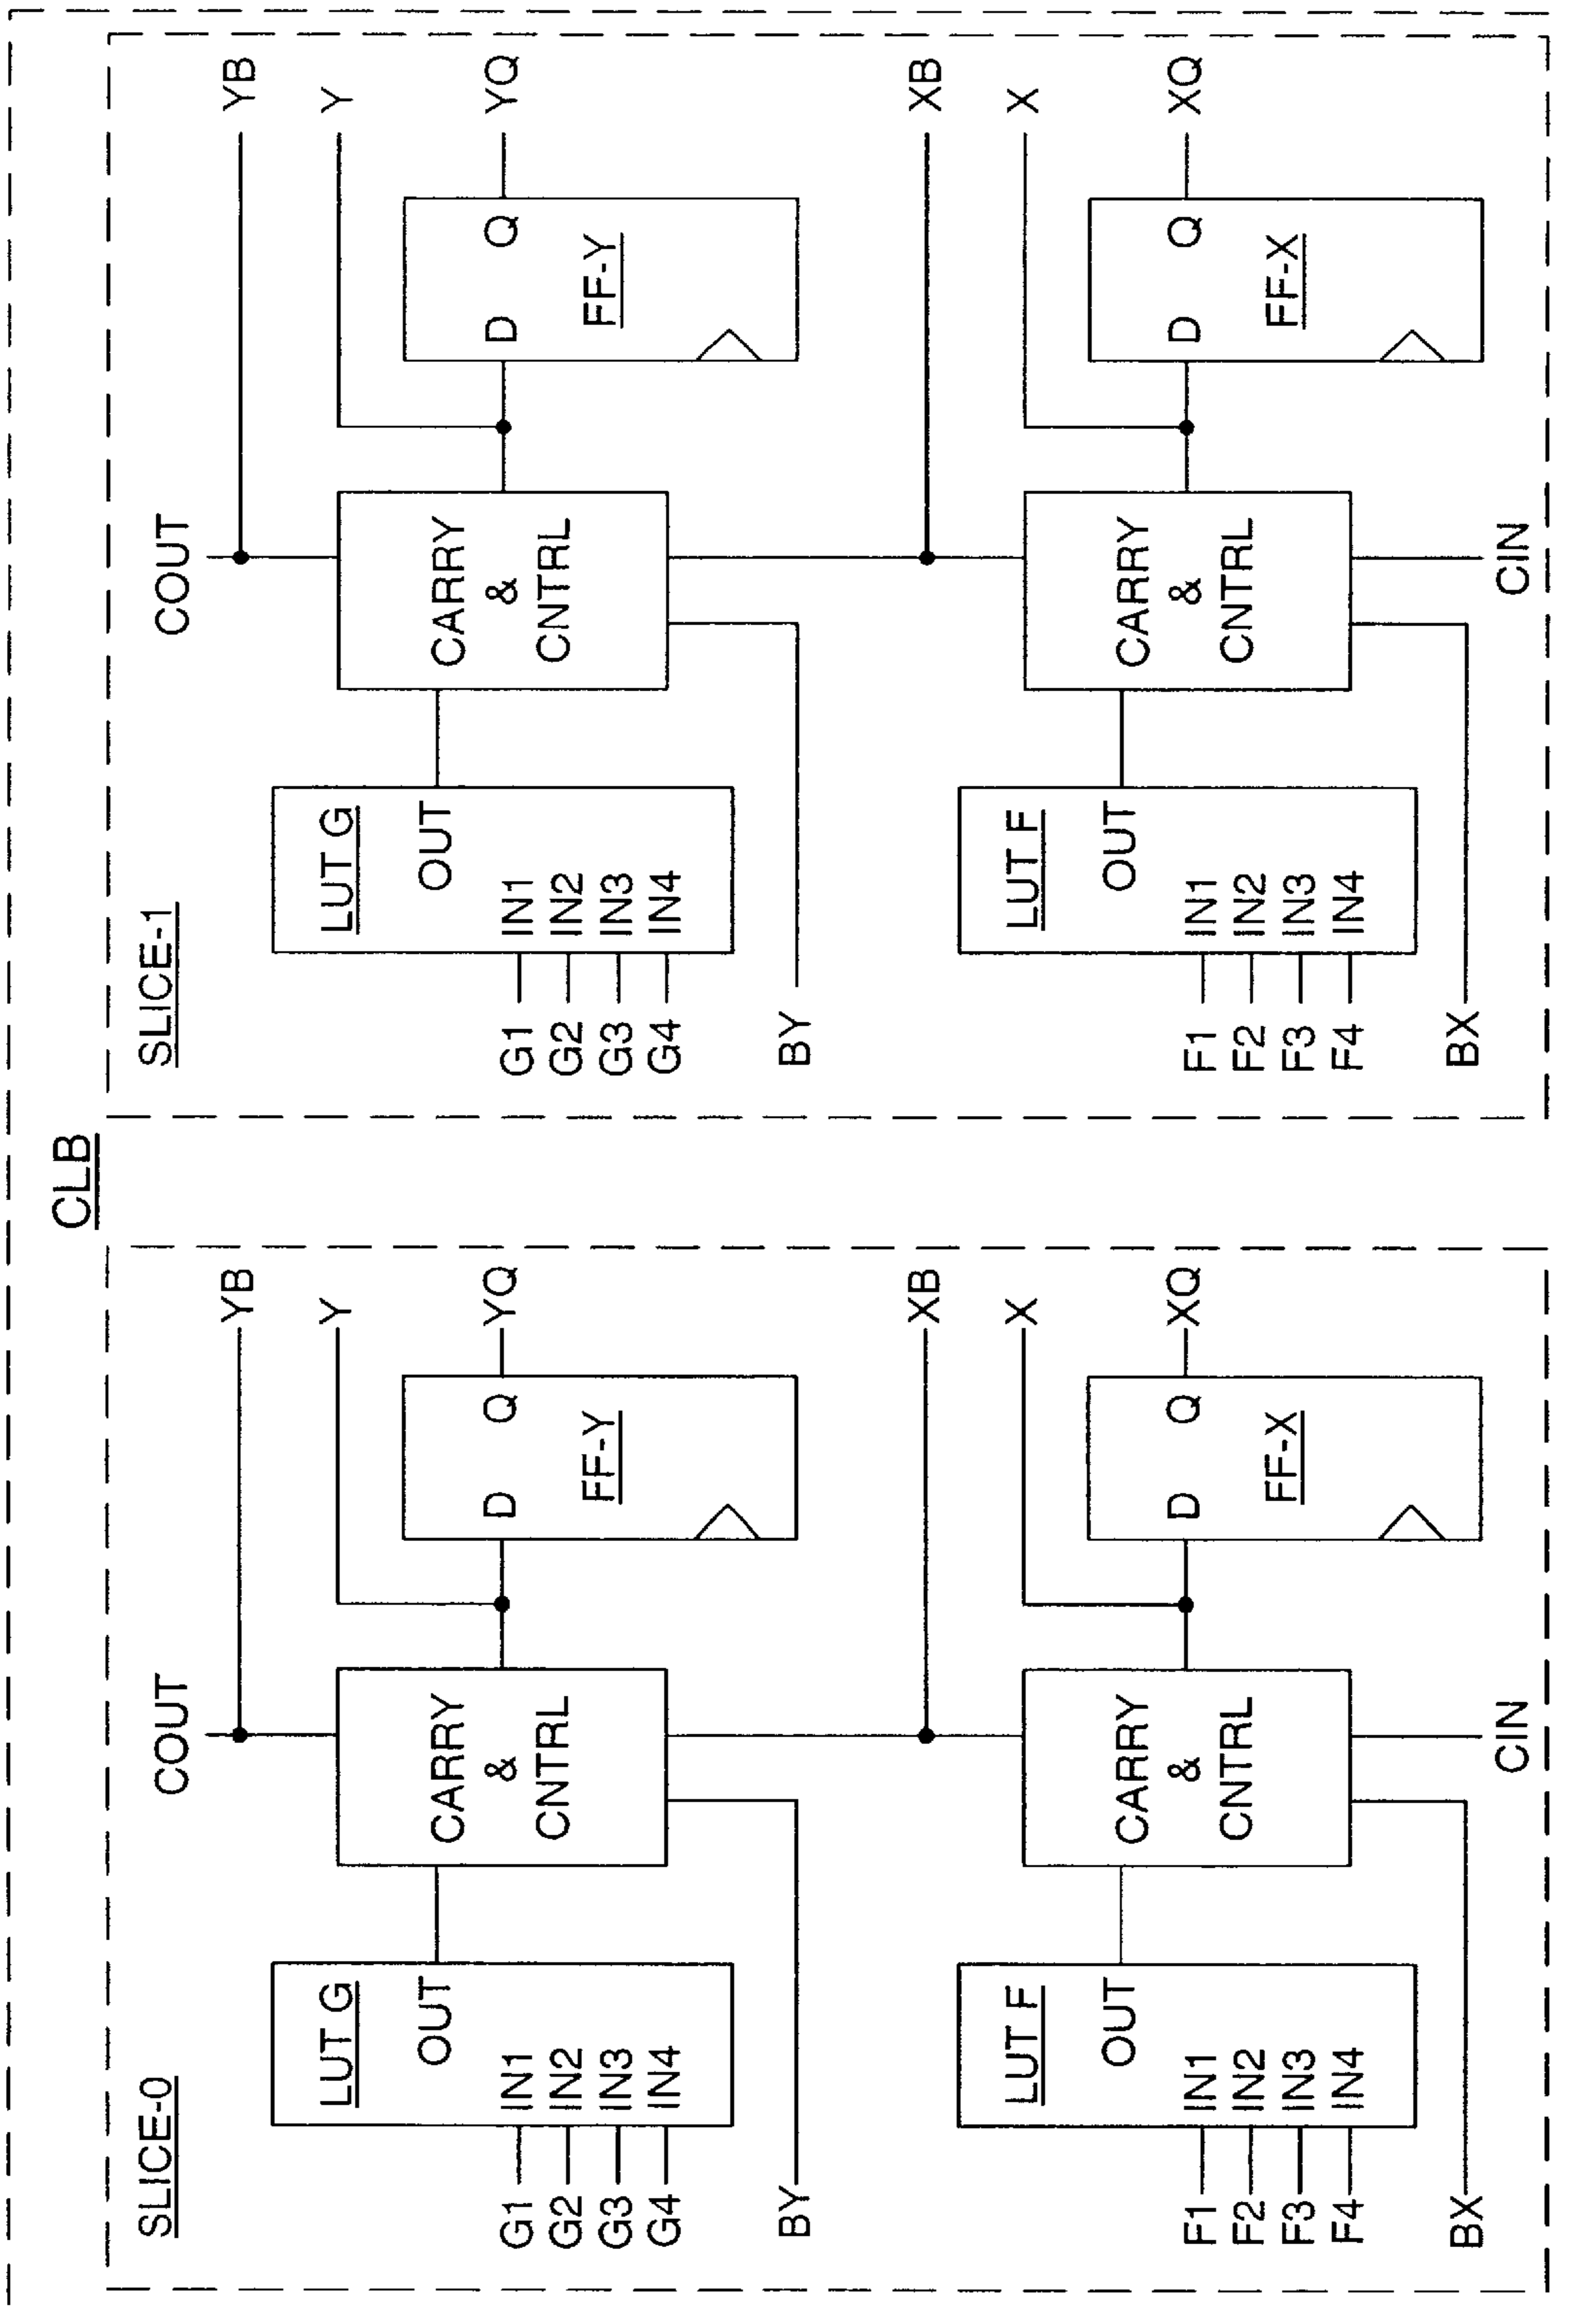 CLB
SLICE-0
COUT
YB
Y
YQ
LUT G
OUT
IN1
IN2
IN3
IN4
G1
G2
G3
G4
BY
CARRY
&
CNTRL
D Q
FF-Y
XB
X
XQ
LUT F
OUT
IN1
IN2
IN3
IN4
F1
F2
F3
F4
BX
CARRY
&
CNTRL
D Q
FF-X
CIN
SLICE-1
COUT
YB
Y
YQ
LUT G
OUT
IN1
IN2
IN3
IN4
G1
G2
G3
G4
BY
CARRY
&
CNTRL
D Q
FF-Y
XB
X
XQ
LUT F
OUT
IN1
IN2
IN3
IN4
F1
F2
F3
F4
BX
CARRY
&
CNTRL
D Q
FF-X
CIN